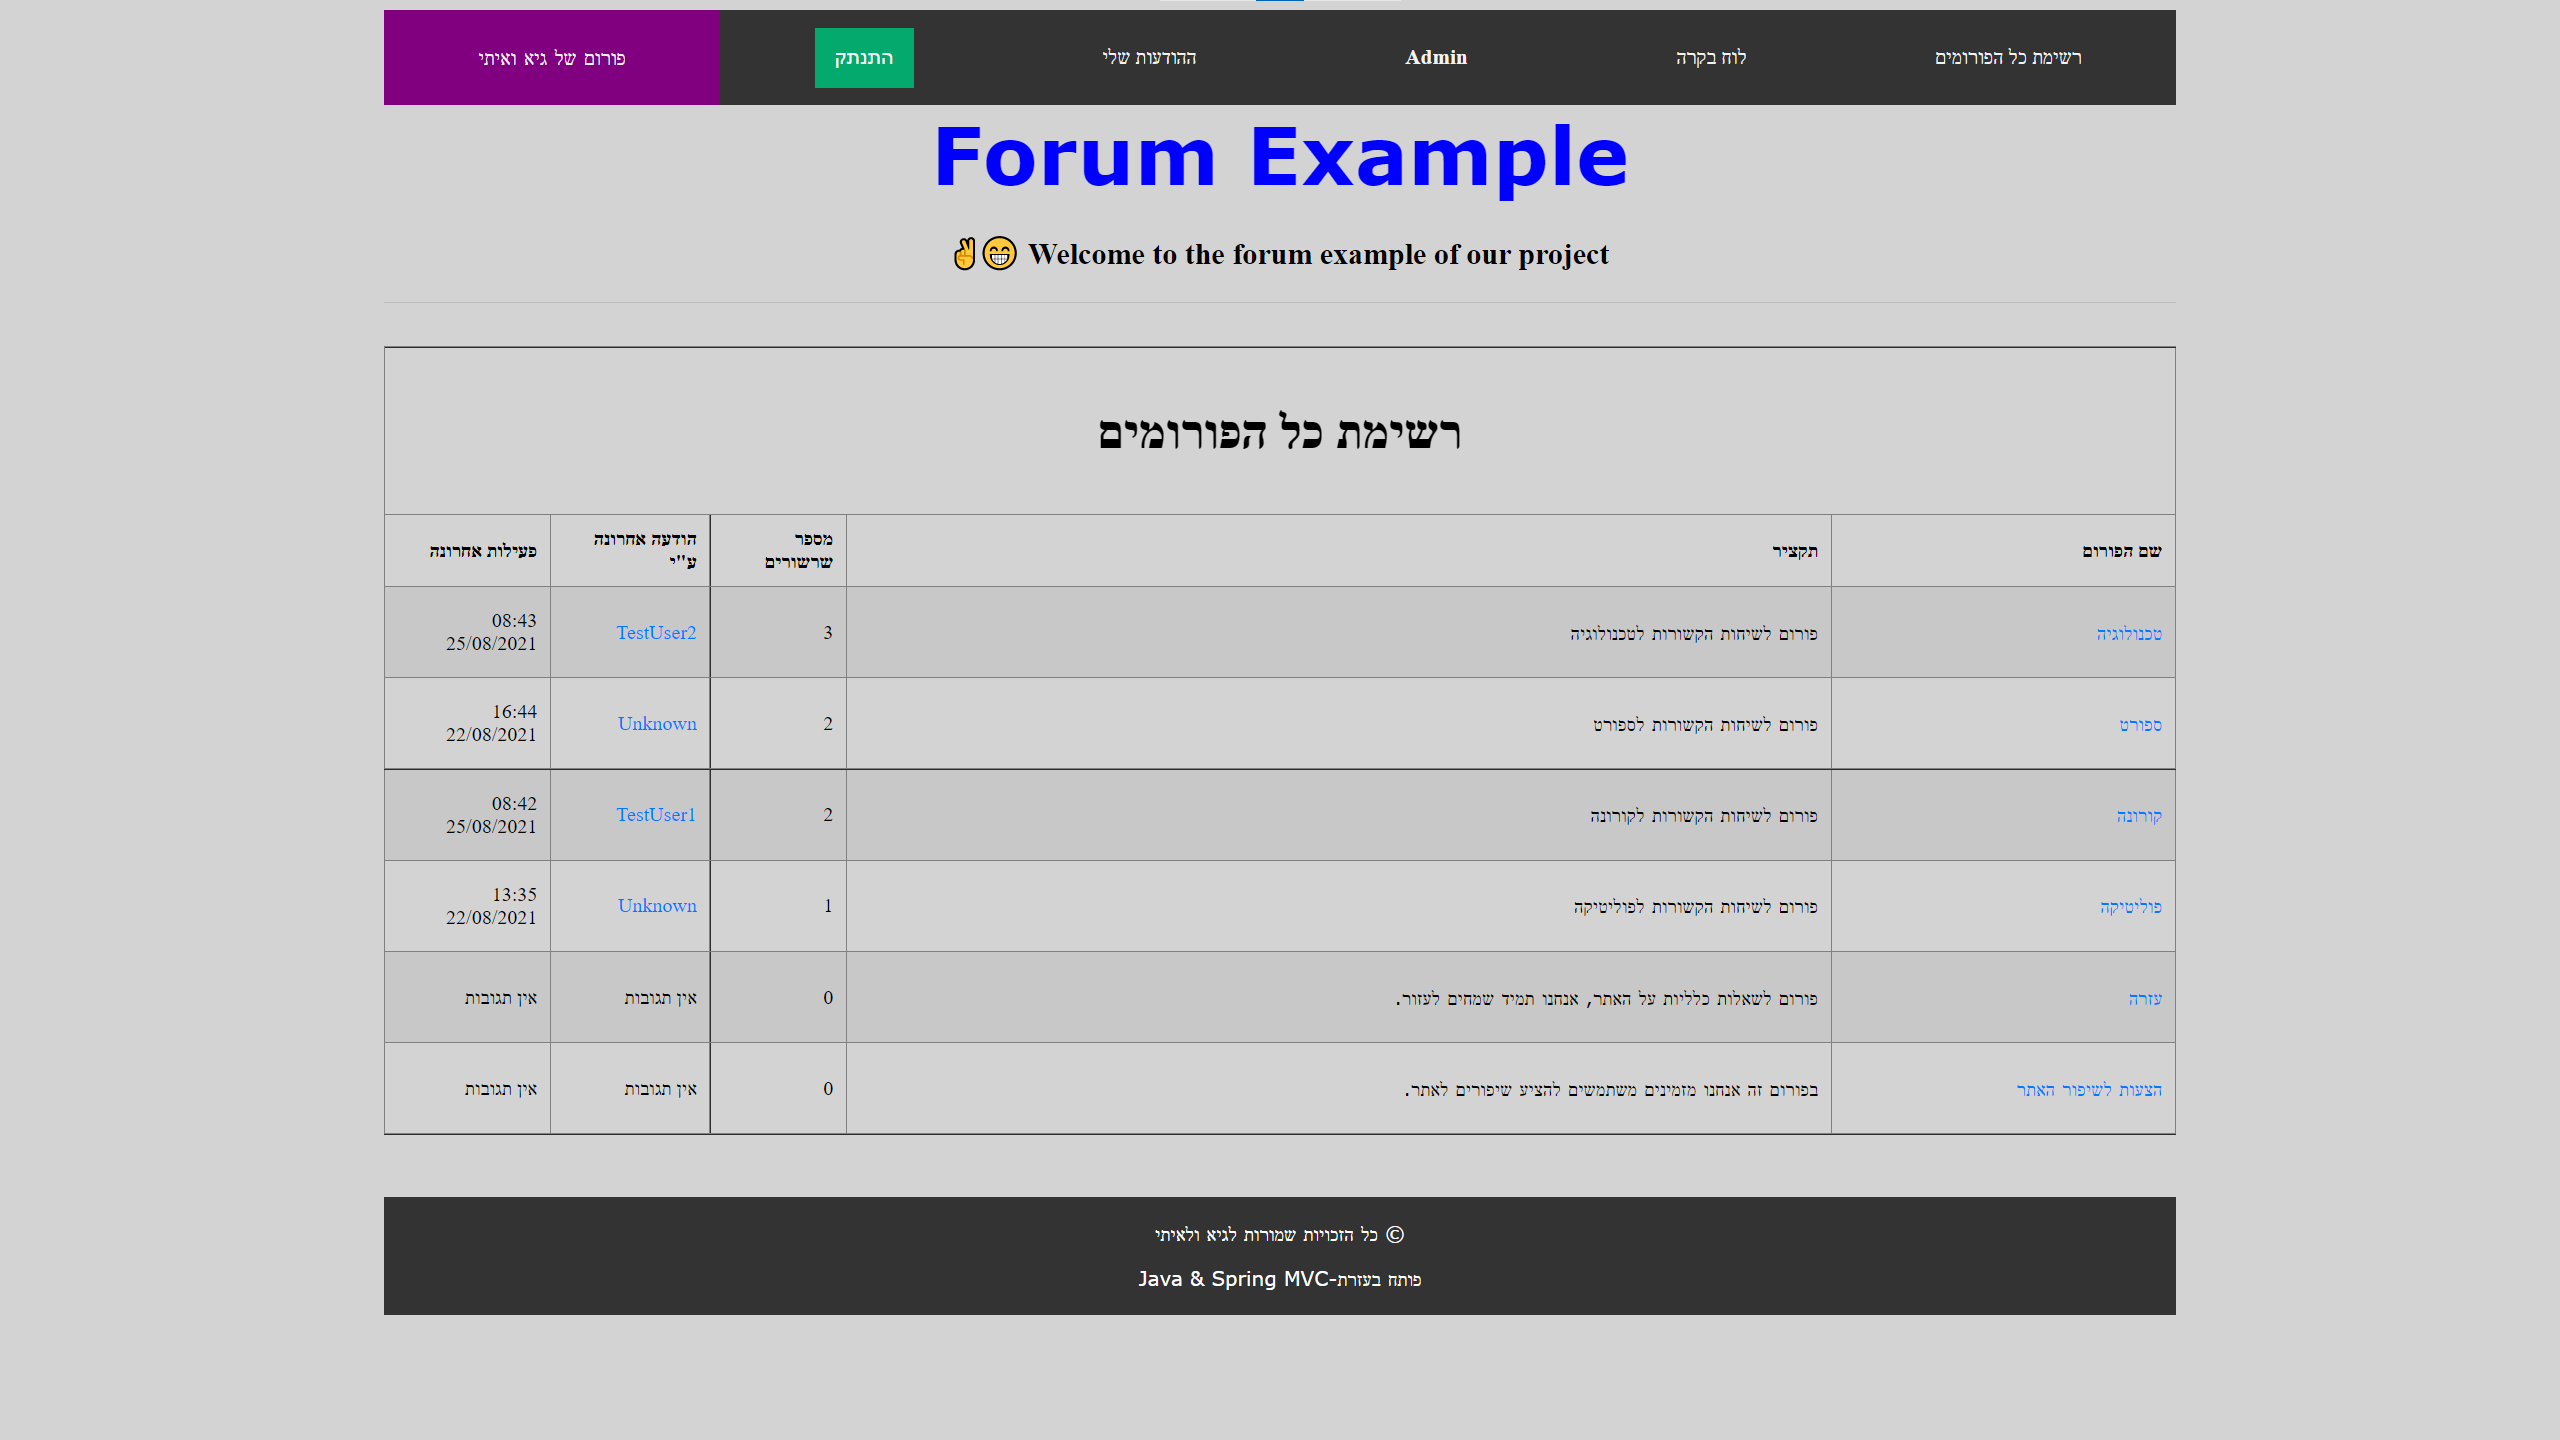 רשימת כל הפורומים
לוח בקרה
Admin
ההודעות שלי
התנתק
פורום של גיא ואיתי
Forum Example
✌😁 Welcome to the forum example of our project
רשימת כל הפורומים
שם הפורום
תקציר
מספר
שרשורים
הודעה אחרונה
ע"י
פעילות אחרונה
טכנולוגיה
פורום לשיחות הקשורות לטכנולוגיה
3
TestUser2
08:43
25/08/2021
ספורט
פורום לשיחות הקשורות לספורט
2
Unknown
16:44
22/08/2021
קורונה
פורום לשיחות הקשורות לקורונה
2
TestUser1
08:42
25/08/2021
פוליטיקה
פורום לשיחות הקשורות לפוליטיקה
1
Unknown
13:35
22/08/2021
עזרה
פורום לשאלות כלליות על האתר, אנחנו תמיד שמחים לעזור.
0
אין תגובות
אין תגובות
הצעות לשיפור האתר
בפורום זה אנחנו מזמינים משתמשים להציע שיפורים לאתר.
0
אין תגובות
אין תגובות
© כל הזכויות שמורות לגיא ולאיתי
פותח בעזרת-Java & Spring MVC